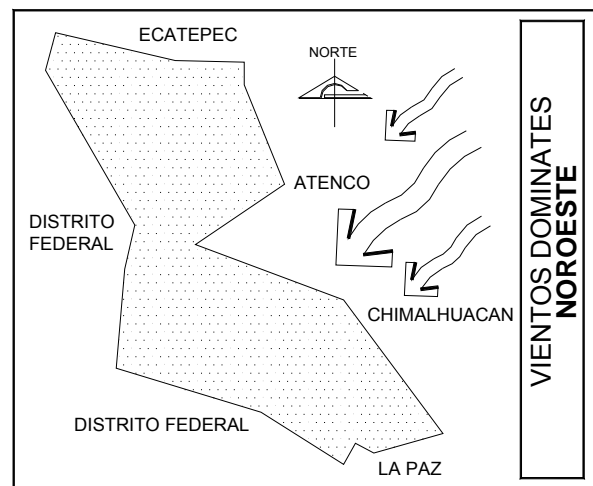 ECATEPEC
NORTE
ATENCO
DISTRITO
FEDERAL
CHIMALHUACAN
DISTRITO FEDERAL
LA PAZ
VIENTOS DOMINATES
NOROESTE